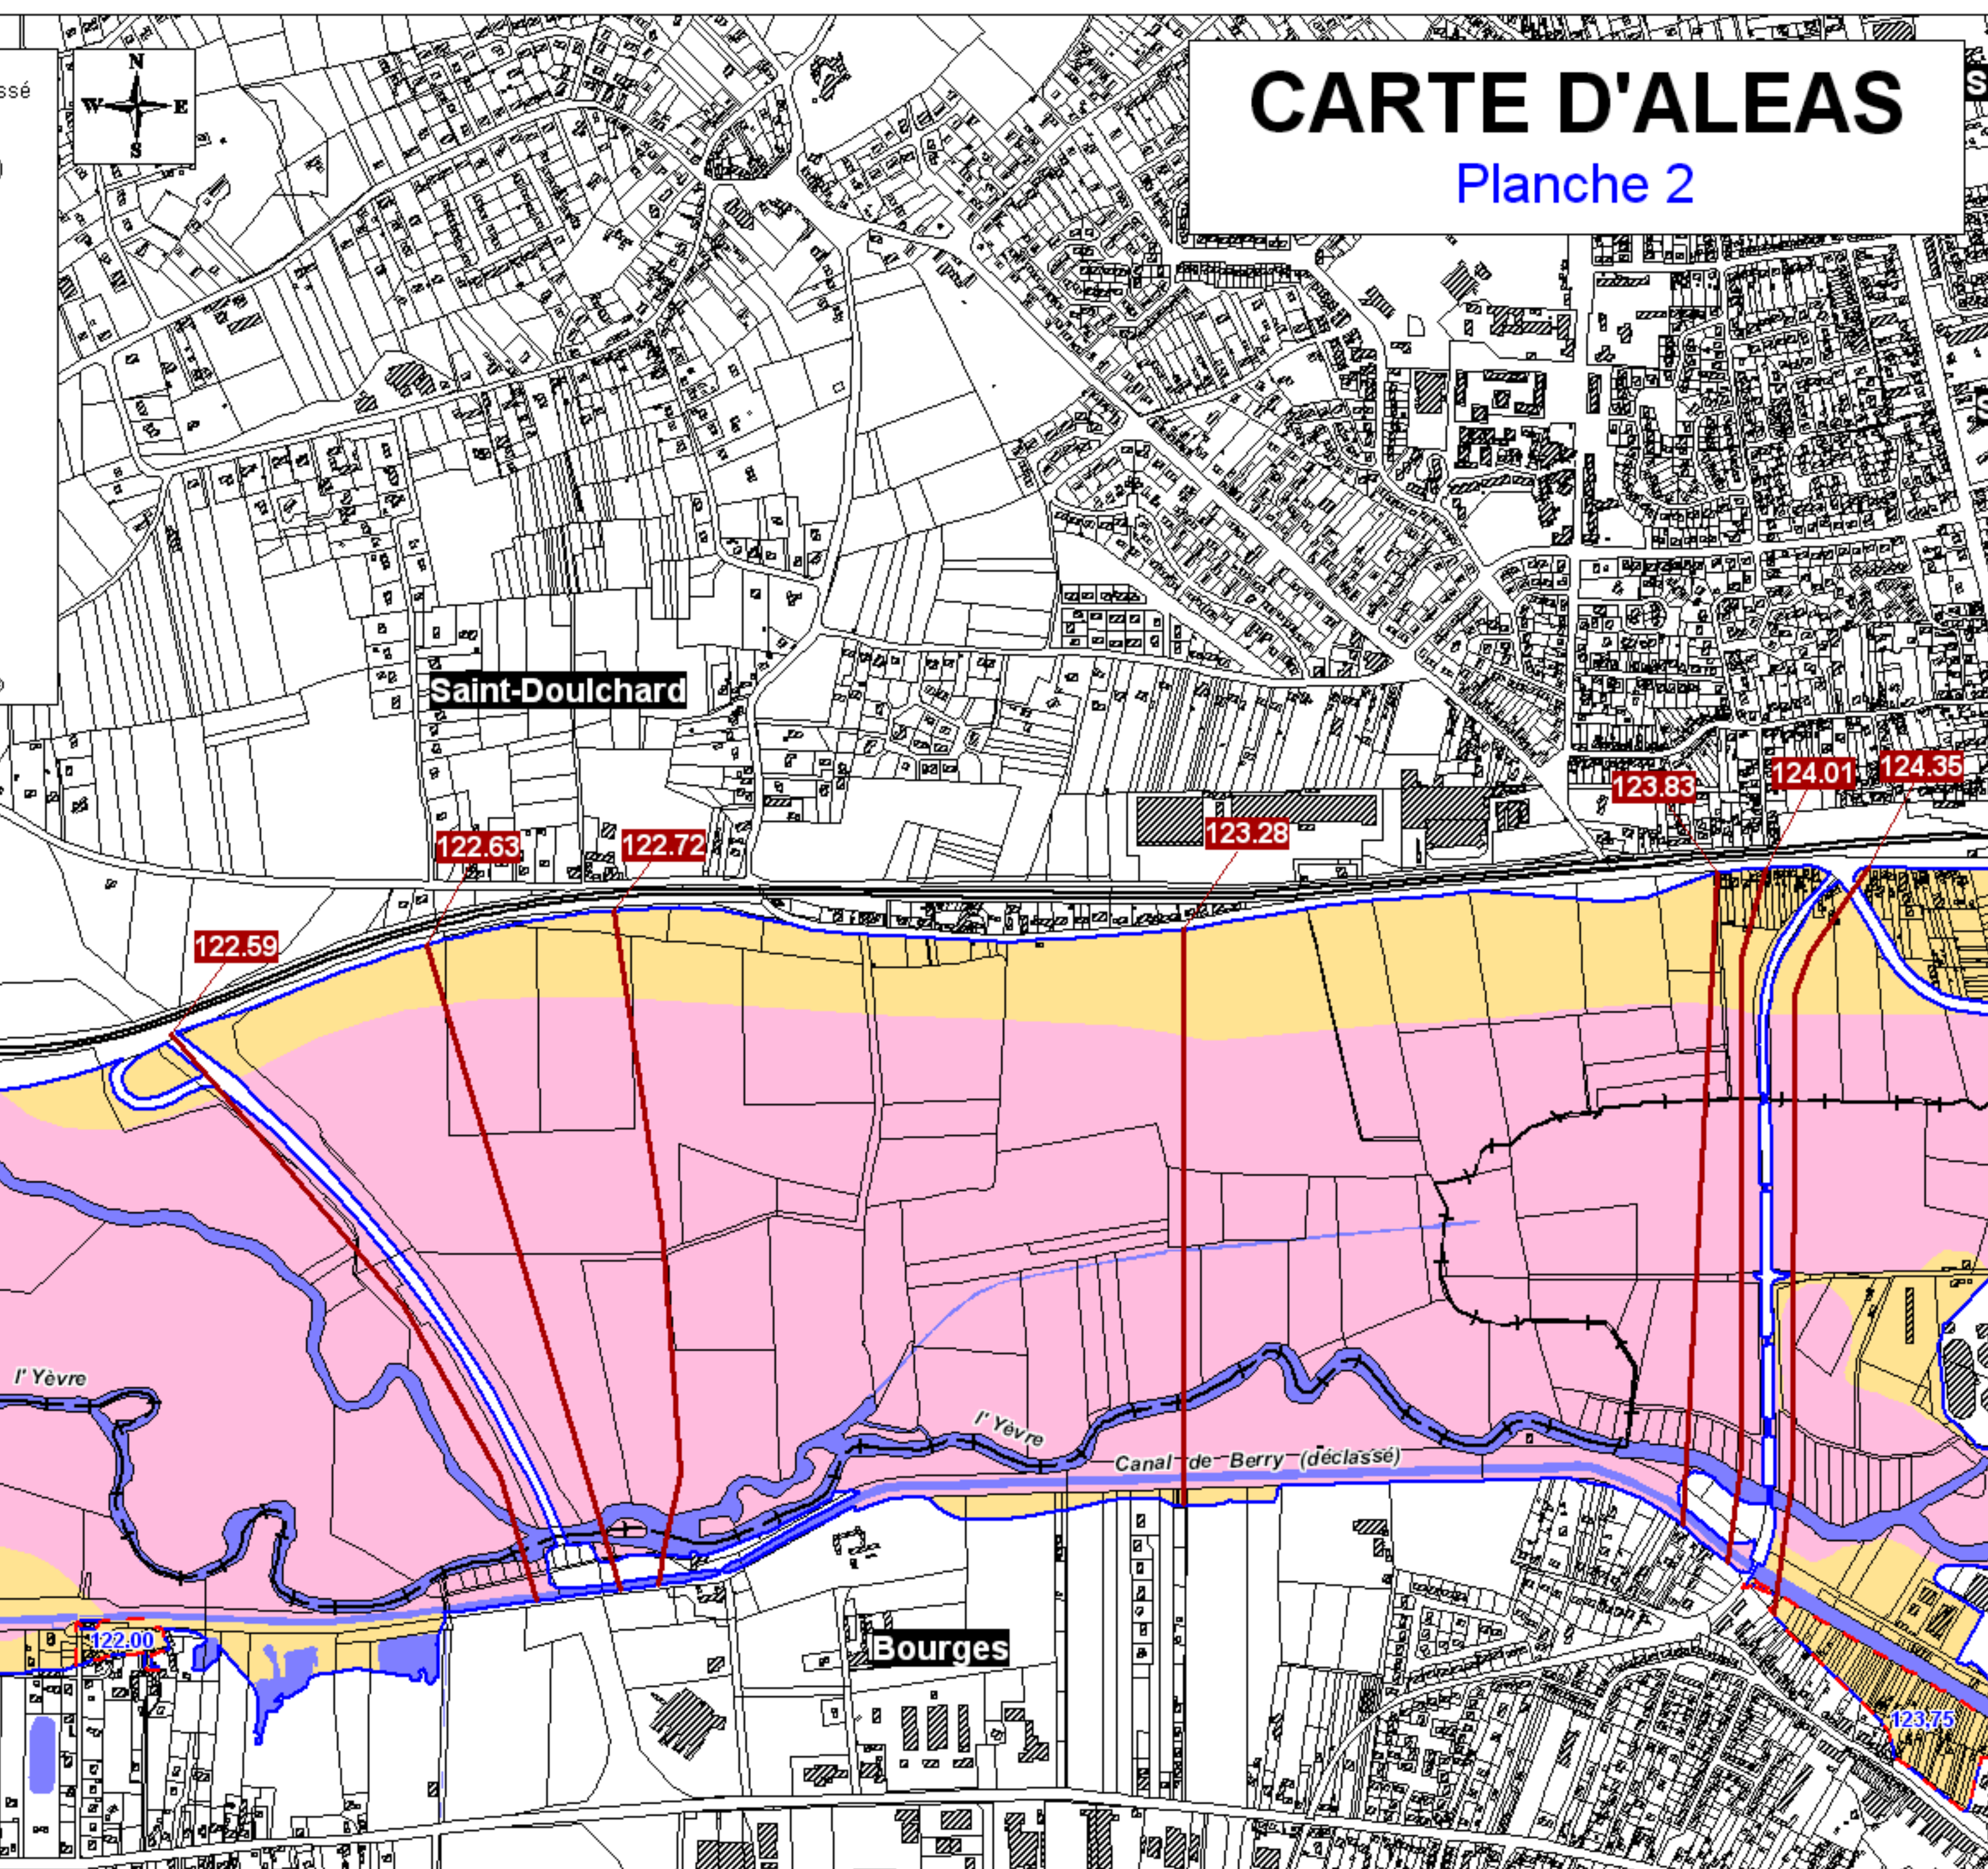 ssé
N
W E
S
CARTE D'ALEAS
Planche 2
S
)
Saint-Doulchard
124.35
124.01
123.83
123.28
122.72
122.63
122.59
l' Yèvre
l' Yèvre
Canal de Berry (déclassé)
122.00
Bourges
123,75